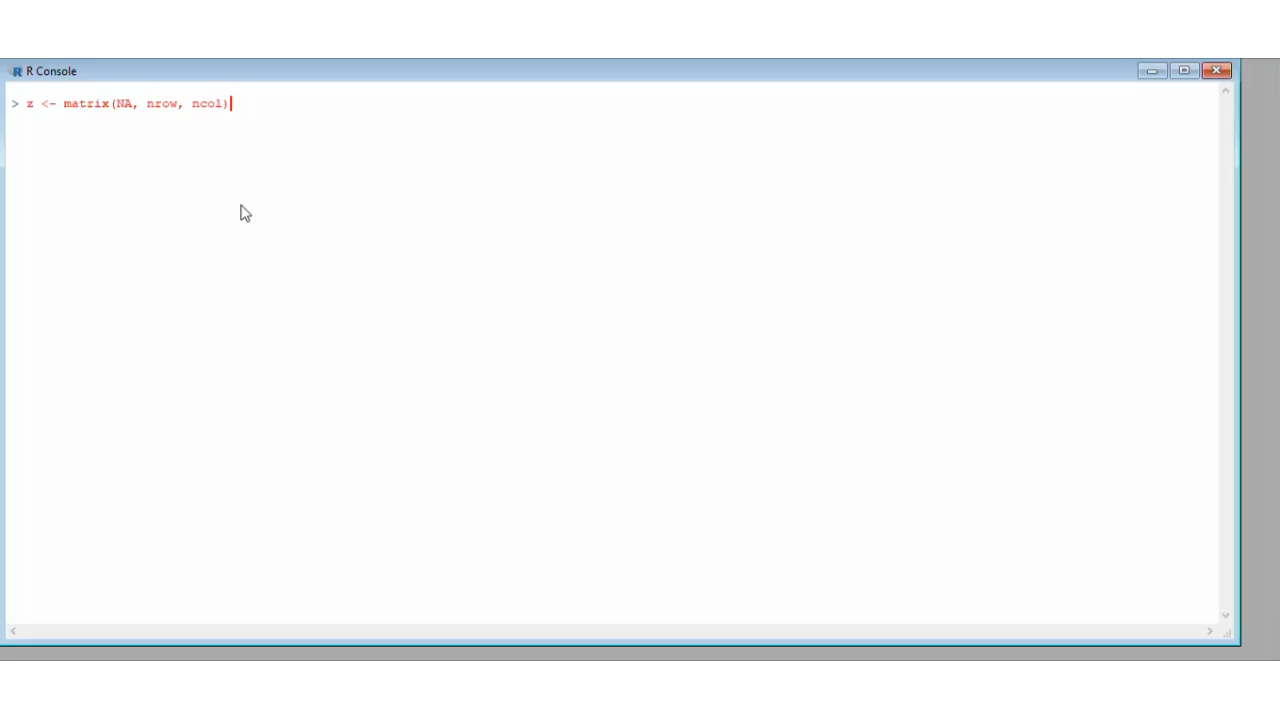 R Console
> z <- matrix(NA, nrow, ncol)